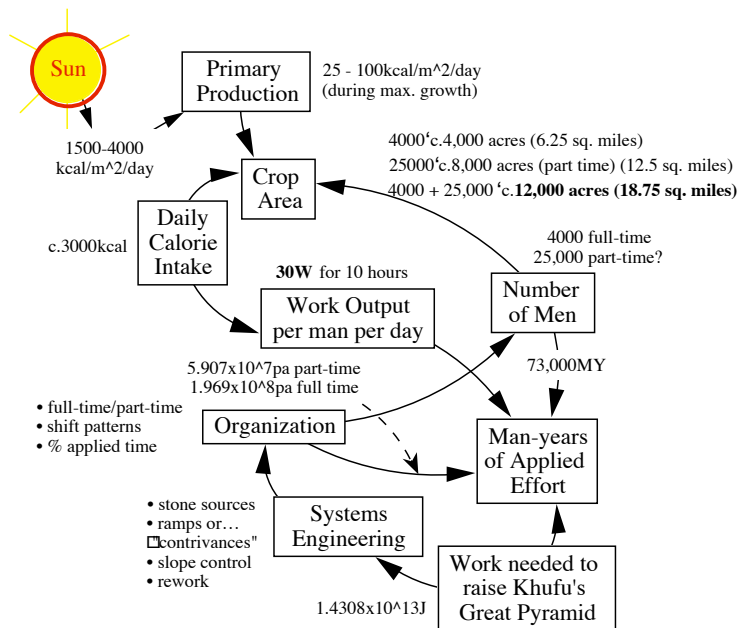 Sun
Primary
Production
25 - 100kcal/m^2/day
(during max. growth)
1500-4000
kcal/m^2/day
4000‘c.4,000 acres (6.25 sq. miles)
25000‘c.8,000 acres (part time) (12.5 sq. miles)
4000 + 25,000 ‘c.12,000 acres (18.75 sq. miles)
Crop
Area
Daily
Calorie
Intake
c.3000kcal
4000 full-time
25,000 part-time?
30W for 10 hours
Number
of Men
Work Output
per man per day
73,000MY
5.907x10^7pa part-time
1.969x10^8pa full time
• full-time/part-time
• shift patterns
• % applied time
Organization
Man-years
of Applied
Effort
• stone sources
• ramps or…
"contrivances"
• slope control
• rework
Systems
Engineering
Work needed to
raise Khufu's
Great Pyramid
1.4308x10^13J